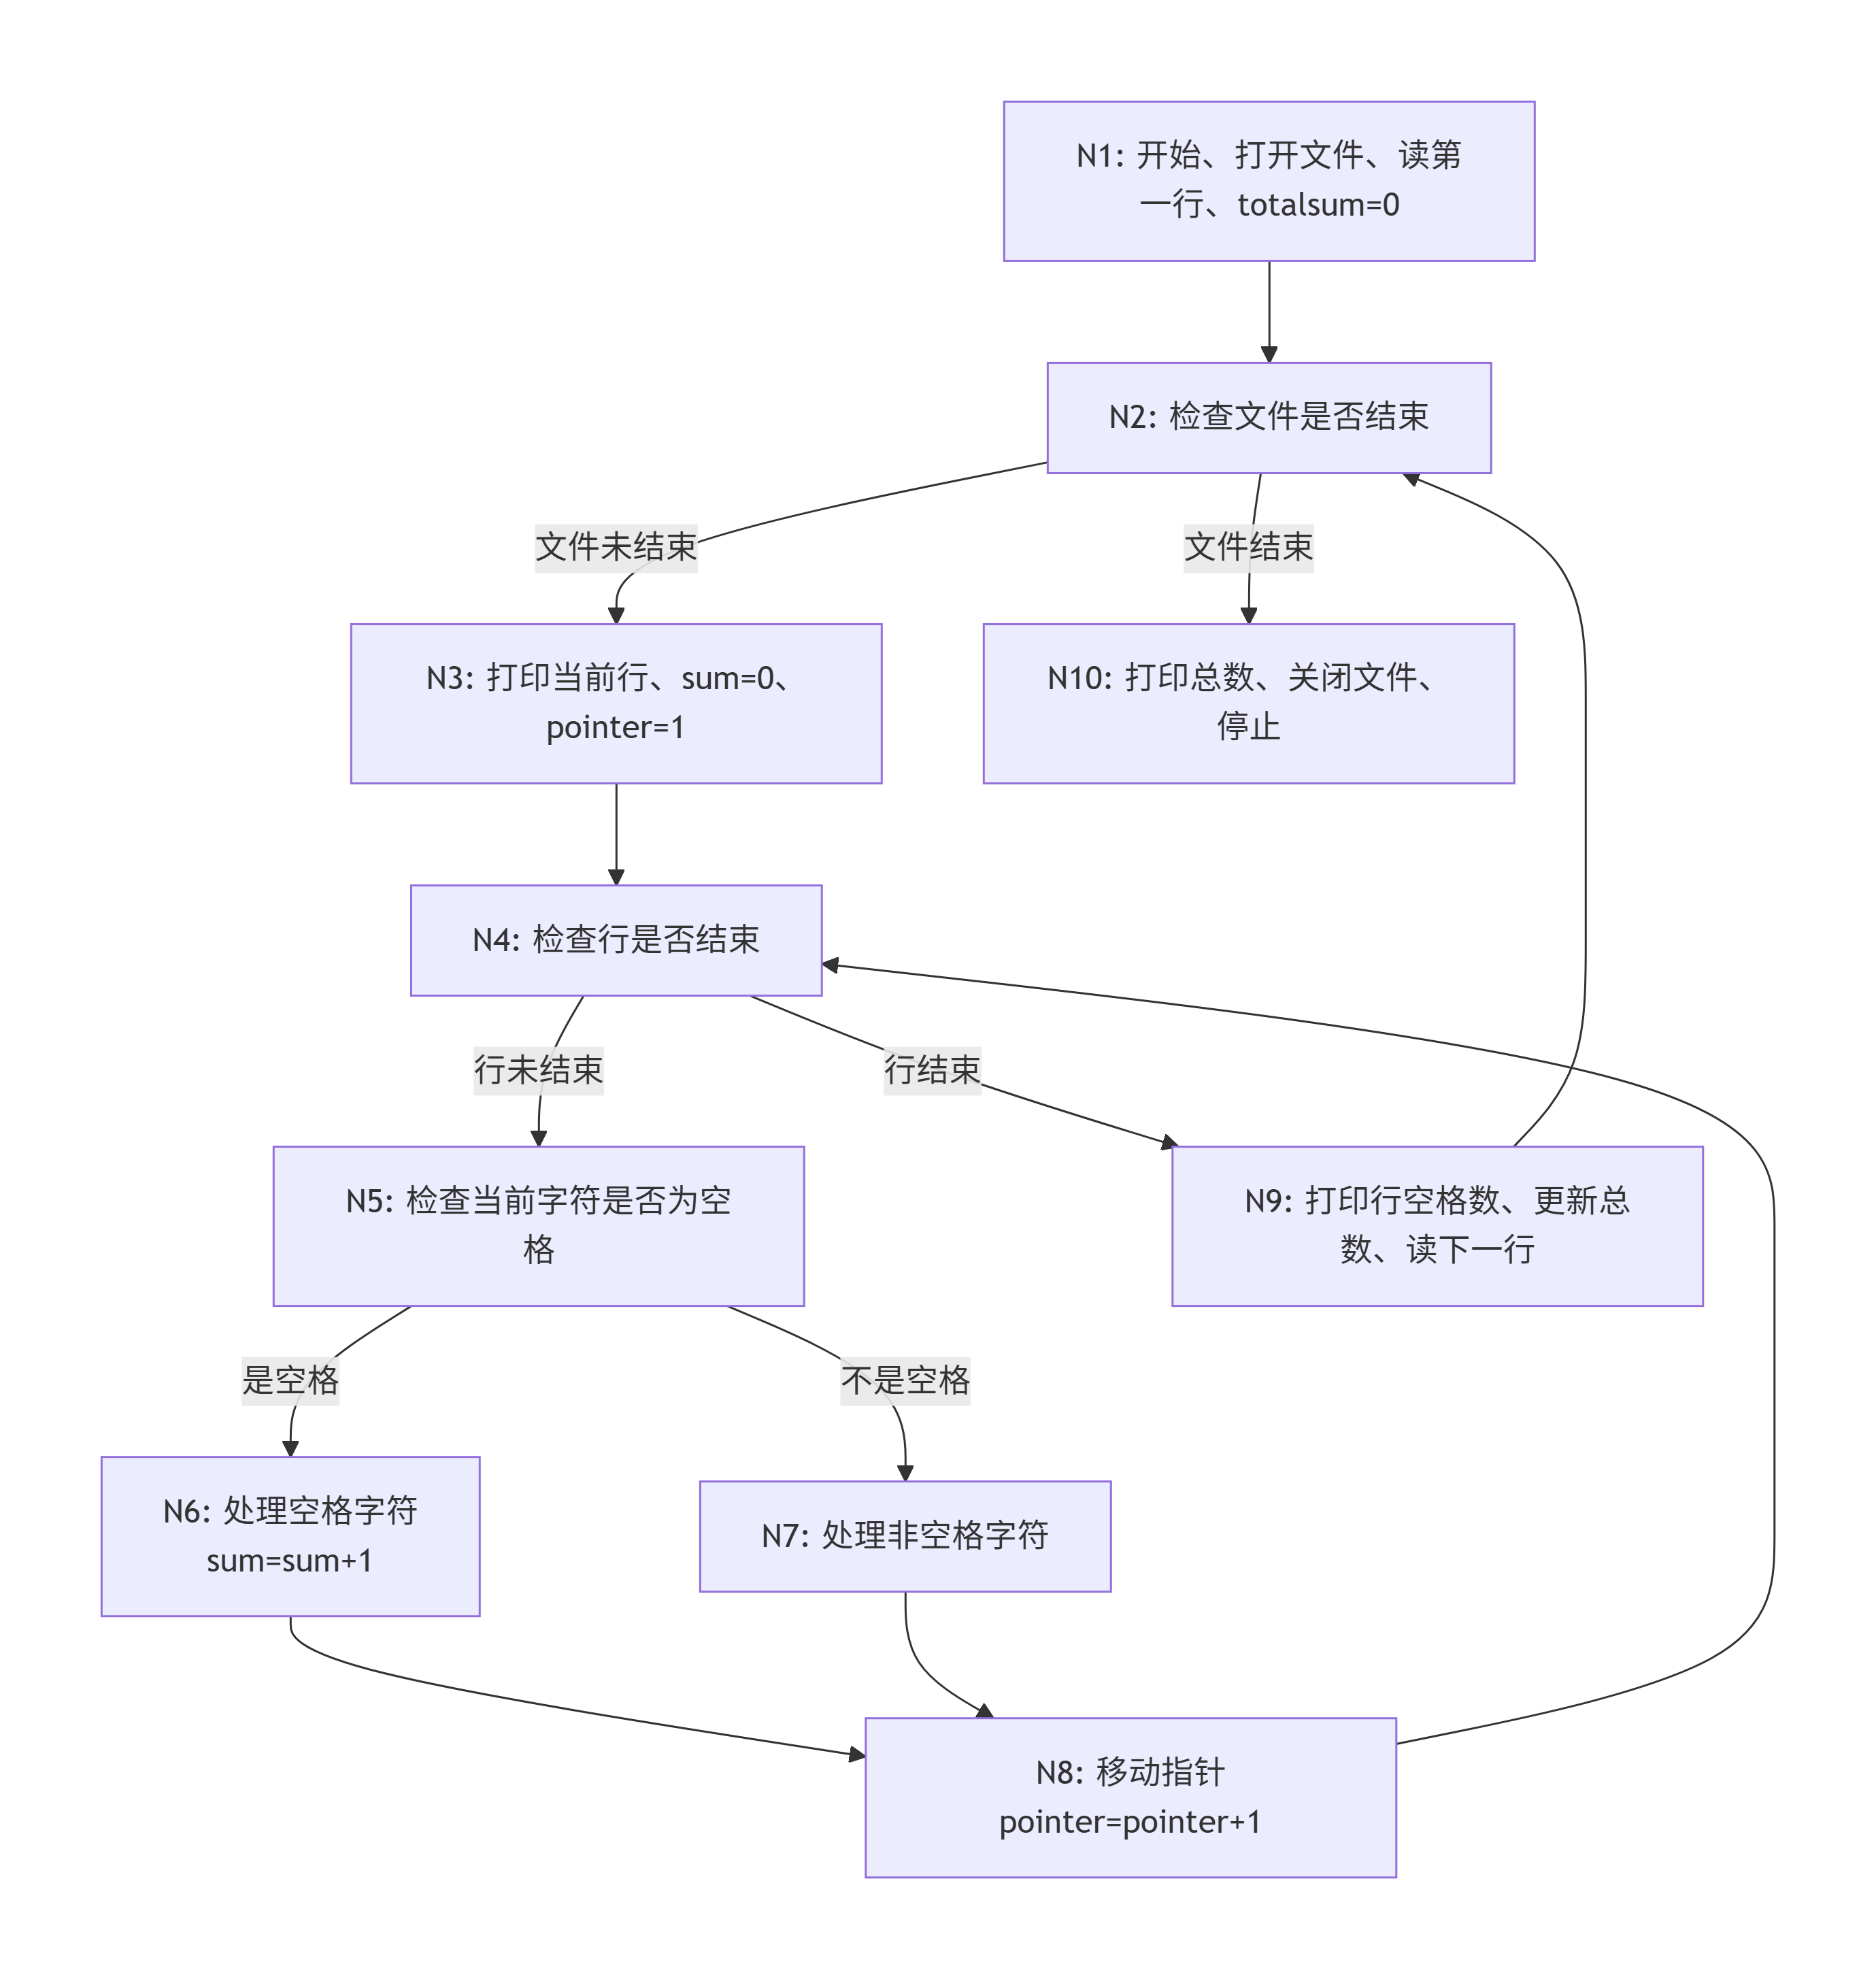 N1: 开始、打开文件、读第
一行、totalsum=0
N2: 检查文件是否结束
文件未结束
文件结束
N3: 打印当前行、sum=0、
pointer=1
N10: 打印总数、关闭文件、
停止
N4: 检查行是否结束
行未结束
行结束
N5: 检查当前字符是否为空
格
N9: 打印行空格数、更新总
数、读下一行
是空格
不是空格
N6: 处理空格字符
sum=sum+1
N7: 处理非空格字符
N8: 移动指针
pointer=pointer+1